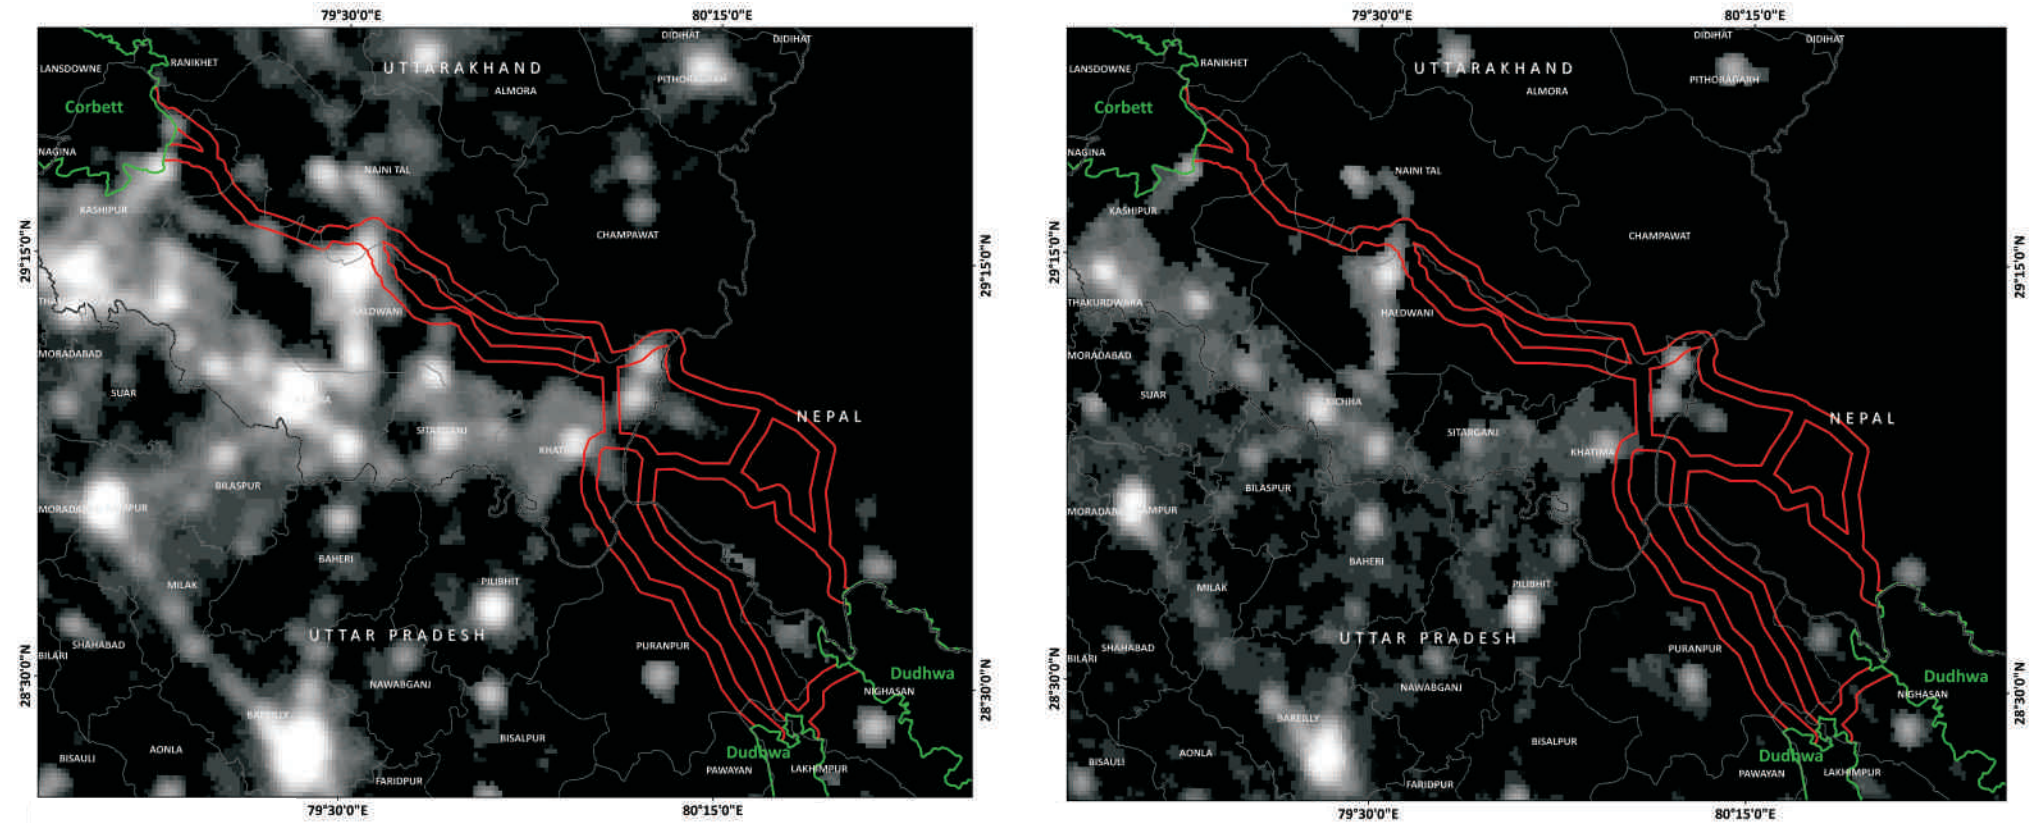 79°30'0"E
80°15'0"E
DIDIHAT
DIDIHAT
RANIKHET
LANSDOWNE
UTTARAKHAND
PITHORAGARH
ALMORA
Corbett
NAGINA
NAINI TAL
KASHIPUR
CHAMPAWAT
29°15'0"N
29°15'0"N
HALDWANI
MORADABAD
SUAR
NEPAL
SITARGANJ
BILASPUR
BAHERI
MILAK
PILIBHIT
UTTAR PRADESH
SHAHABAD
BILARI
PURANPUR
Dudhwa
28°30'0"N
28°30'0"N
NAWABGANJ
NIGHASAN
BAREILLY
BISALPUR
AONLA
BISAULI
Dudhwa
PAWAYAN
LAKHIMPUR
FARIDPUR
79°30'0"E
80°15'0"E
79°30'0"E
80°15'0"E
DIDIHAT
DIDIHAT
RANIKHET
LANSDOWNE
UTTARAKHAND
PITHORAGARH
ALMORA
Corbett
NAGINA
NAINI TAL
KASHIPUR
CHAMPAWAT
29°15'0"N
29°15'0"N
THAKURDWARA
HALDWANI
MORADABAD
SUAR
KICHHA
NEPAL
SITARGANJ
KHATIMA
BILASPUR
BAHERI
MILAK
PILIBHIT
UTTAR PRADESH
SHAHABAD
BILARI
PURANPUR
Dudhwa
28°30'0"N
28°30'0"N
NAWABGANJ
NIGHASAN
BAREILLY
BISALPUR
AONLA
BISAULI
Dudhwa
PAWAYAN
LAKHIMPUR
FARIDPUR
79°30'0"E
80°15'0"E